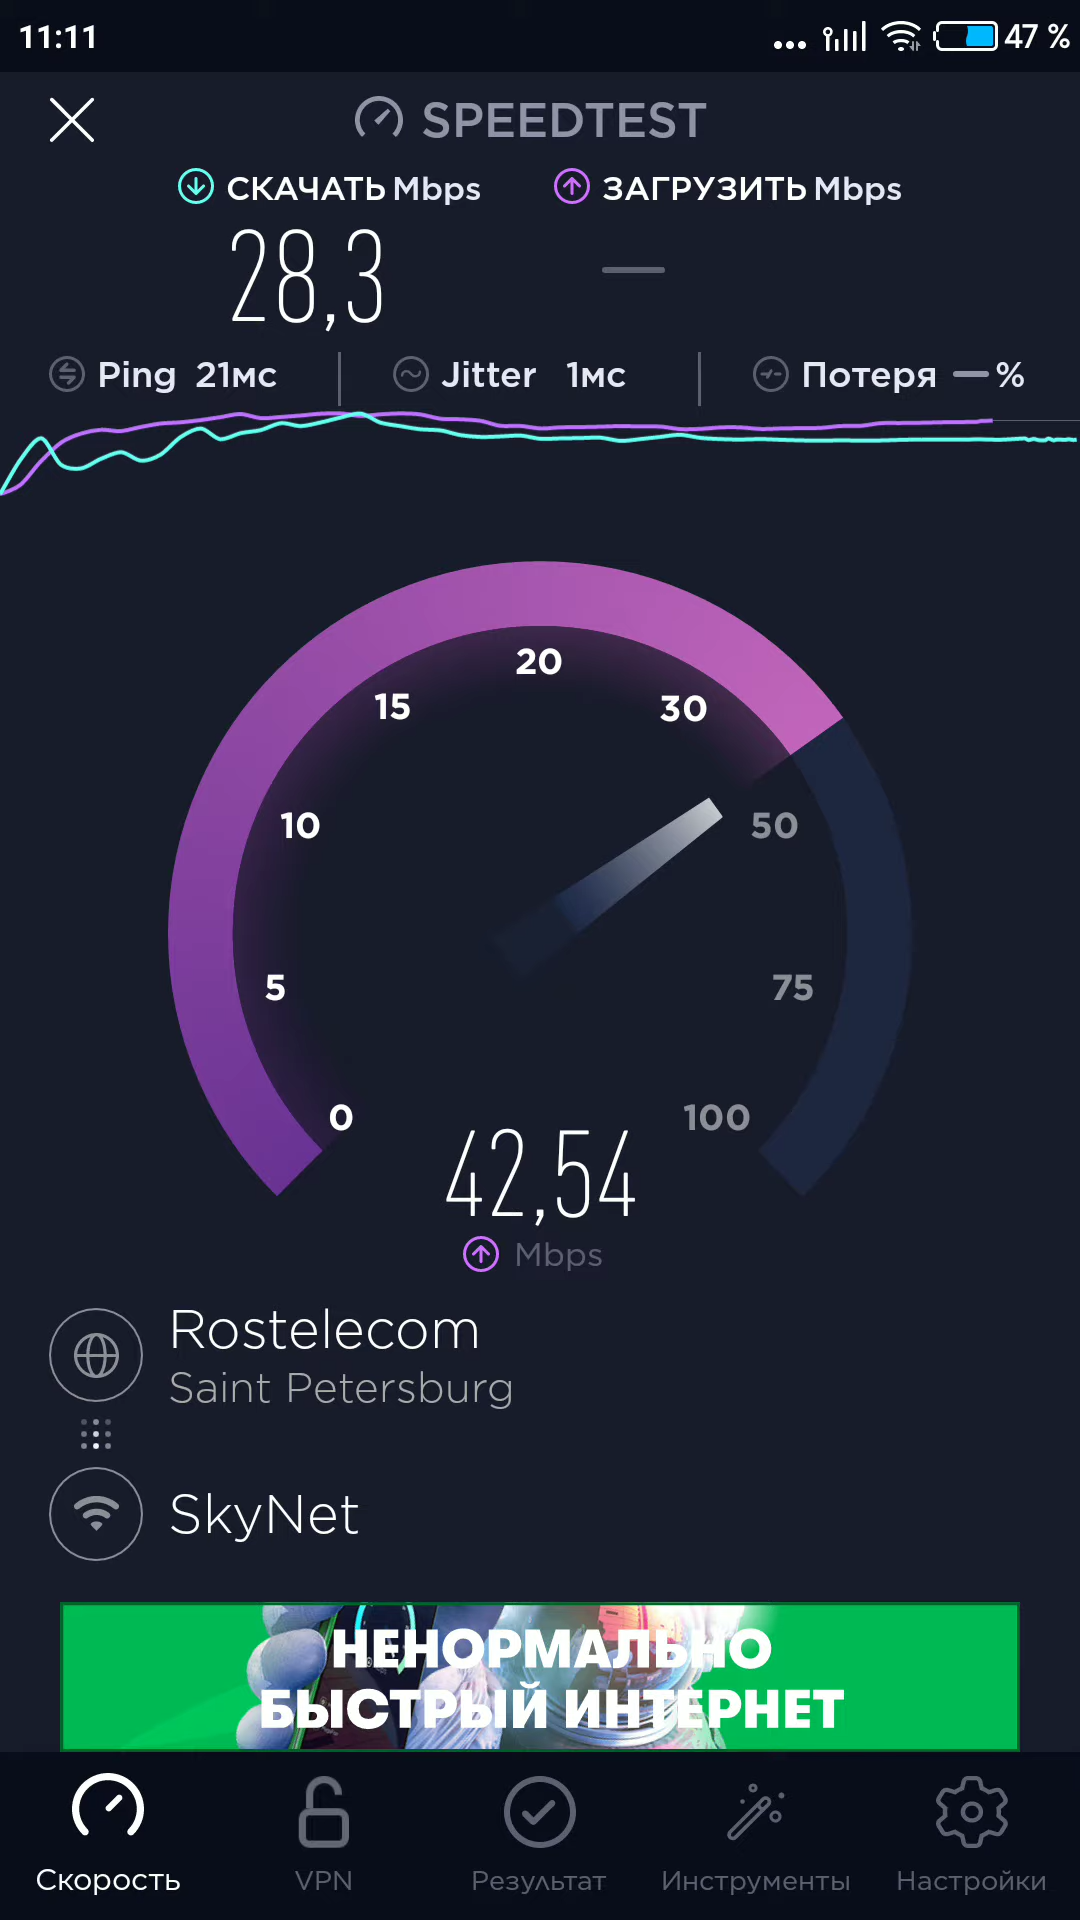 11:11
47 %
SPEEDTEST
СКАЧАТЬ Mbps
ЗАГРУЗИТЬ Mbps
28,3
—
Ping 21мс
Jitter 1мс
Потеря — %
20
15
30
10
50
5
75
0
100
42,54
Mbps
Rostelecom
Saint Petersburg
SkyNet
НЕНОРМАЛЬНО
БЫСТРЫЙ ИНТЕРНЕТ
Скорость
VPN
Результат
Инструменты
Настройки